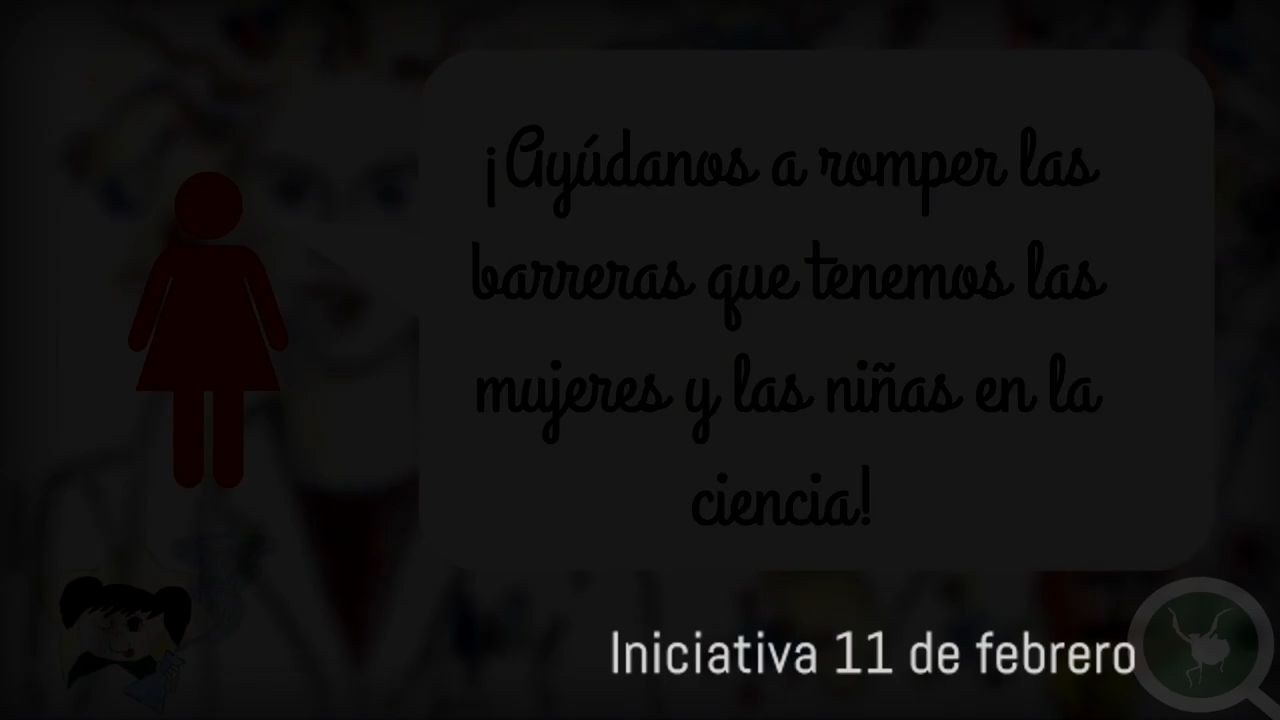 ¡Ayúdanos a romper las
barreras que tenemos las
mujeres y las niñas en la
ciencia!
Iniciativa 11 de febrero